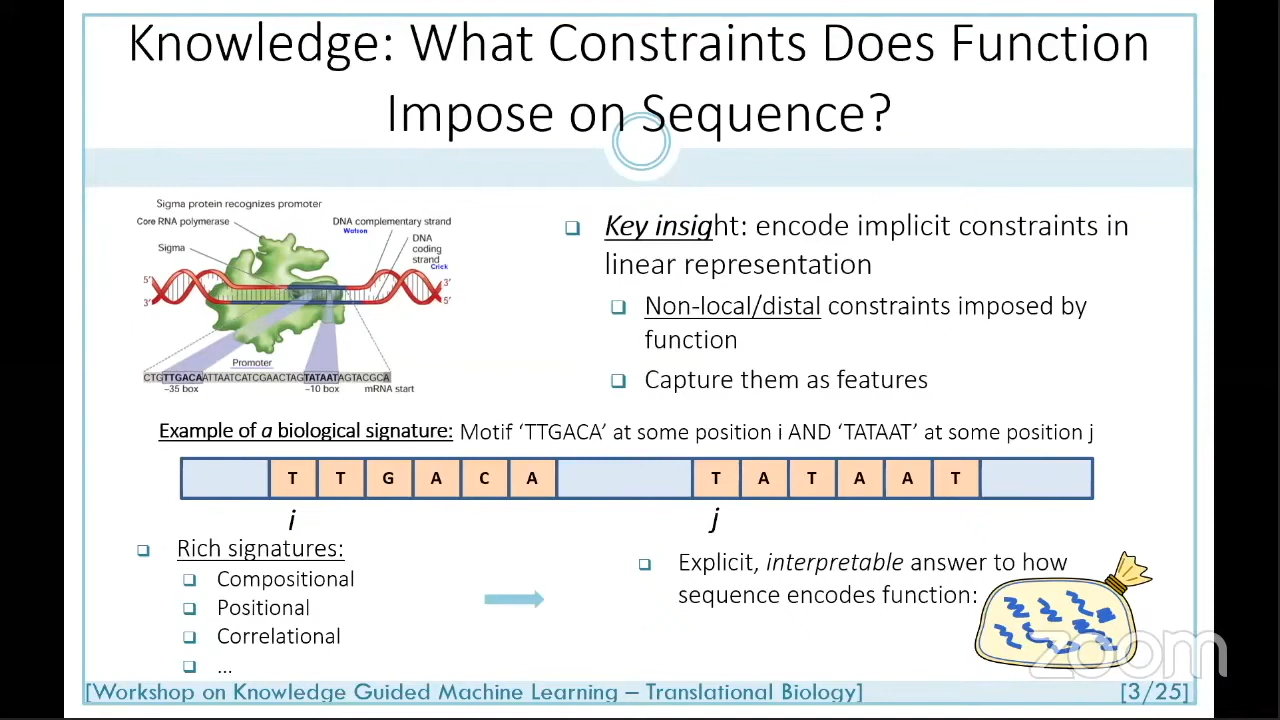 Knowledge: What Constraints Does Function
Impose on Sequence?
Sigma protein recognizes promoter
Core RNA polymerase
DNA complementary strand
Watson
Sigma
DNA
coding
strand
Crick
5′
3′
3′
5′
Promoter
CTGTTGACAATTAATCATCGAACTAGTATAATAGTACGCA
−35 box
−10 box
mRNA start
Key insight: encode implicit constraints in
linear representation
Non-local/distal constraints imposed by
function
Capture them as features
Example of a biological signature: Motif ‘TTGACA’ at some position i AND ‘TATAAT’ at some position j
T T G A C A T A T A A T
i j
Rich signatures:
Compositional
Positional
Correlational
...
Explicit, interpretable answer to how
sequence encodes function:
zoom
[Workshop on Knowledge Guided Machine Learning – Translational Biology] [3/25]